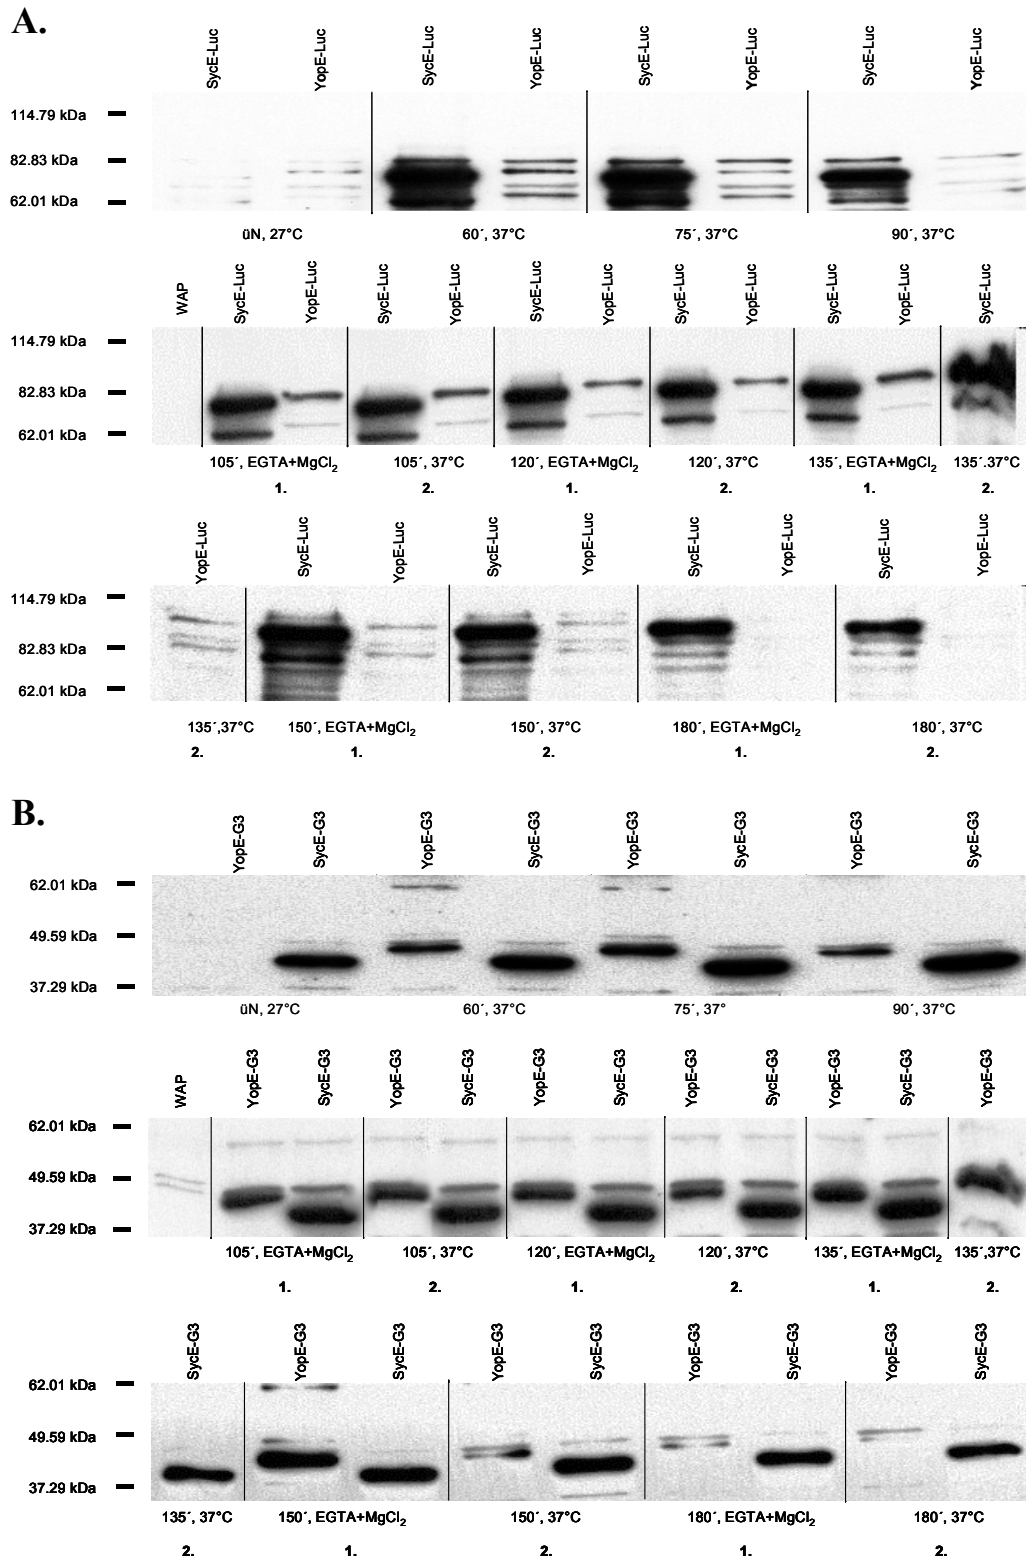 A.
SycE-Luc YopE-Luc SycE-Luc YopE-Luc SycE-Luc YopE-Luc SycE-Luc YopE-Luc
114.79 kDa
82.83 kDa
62.01 kDa
üN, 27°C 60´, 37°C 75´, 37°C 90´, 37°C
WAP SycE-Luc YopE-Luc SycE-Luc YopE-Luc SycE-Luc YopE-Luc SycE-Luc YopE-Luc SycE-Luc YopE-Luc SycE-Luc
114.79 kDa
82.83 kDa
62.01 kDa
105´, EGTA+MgCl₂ 105´, 37°C 120´, EGTA+MgCl₂ 120´, 37°C 135´, EGTA+MgCl₂ 135´.37°C
1. 2. 1. 2. 1. 2.
YopE-Luc SycE-Luc YopE-Luc SycE-Luc YopE-Luc SycE-Luc YopE-Luc SycE-Luc YopE-Luc
114.79 kDa
82.83 kDa
62.01 kDa
135´,37°C 150´, EGTA+MgCl₂ 150´, 37°C 180´, EGTA+MgCl₂ 180´, 37°C
2. 1. 2. 1. 2.
B.
YopE-G3 SycE-G3 YopE-G3 SycE-G3 YopE-G3 SycE-G3 YopE-G3 SycE-G3
62.01 kDa
49.59 kDa
37.29 kDa
üN, 27°C 60´, 37°C 75´, 37° 90´, 37°C
WAP YopE-G3 SycE-G3 YopE-G3 SycE-G3 YopE-G3 SycE-G3 YopE-G3 SycE-G3 YopE-G3 SycE-G3 YopE-G3
62.01 kDa
49.59 kDa
37.29 kDa
105´, EGTA+MgCl₂ 105´, 37°C 120´, EGTA+MgCl₂ 120´, 37°C 135´, EGTA+MgCl₂ 135´,37°C
1. 2. 1. 2. 1. 2.
SycE-G3 YopE-G3 SycE-G3 YopE-G3 SycE-G3 YopE-G3 SycE-G3 YopE-G3 SycE-G3
62.01 kDa
49.59 kDa
37.29 kDa
135´, 37°C 150´, EGTA+MgCl₂ 150´, 37°C 180´, EGTA+MgCl₂ 180´, 37°C
2. 1. 2. 1. 2.